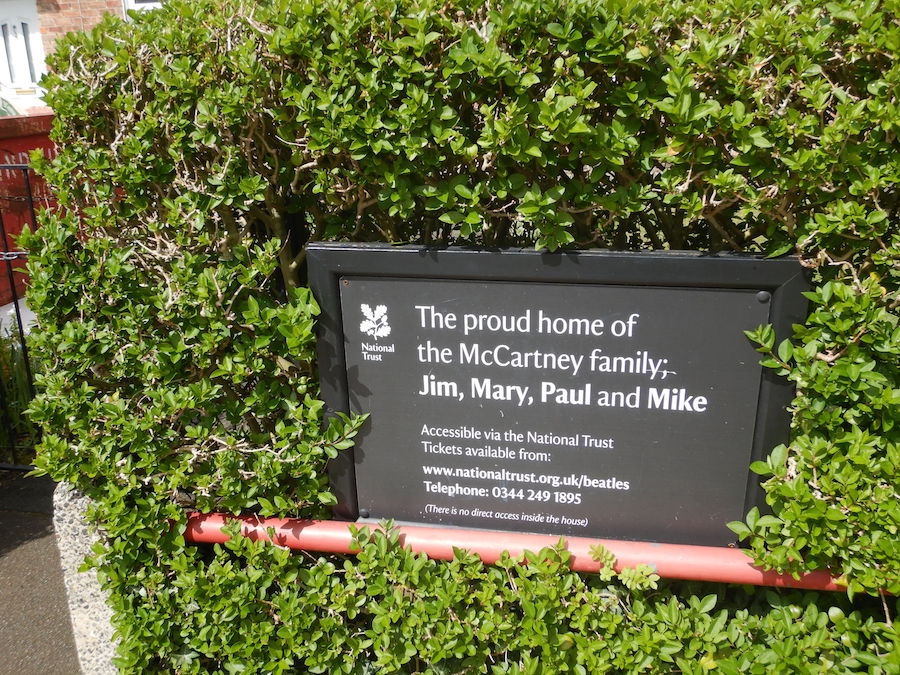 National
Trust
The proud home of
the McCartney family;
Jim, Mary, Paul and Mike
Accessible via the National Trust
Tickets available from:
www.nationaltrust.org.uk/beatles
Telephone: 0344 249 1895
(There is no direct access inside the house)